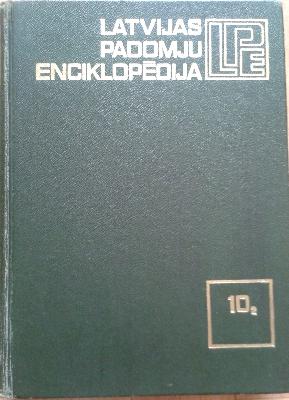 LATVIJAS
PADOMJU
ENCIKLOPĒDIJA
LPE
10₂